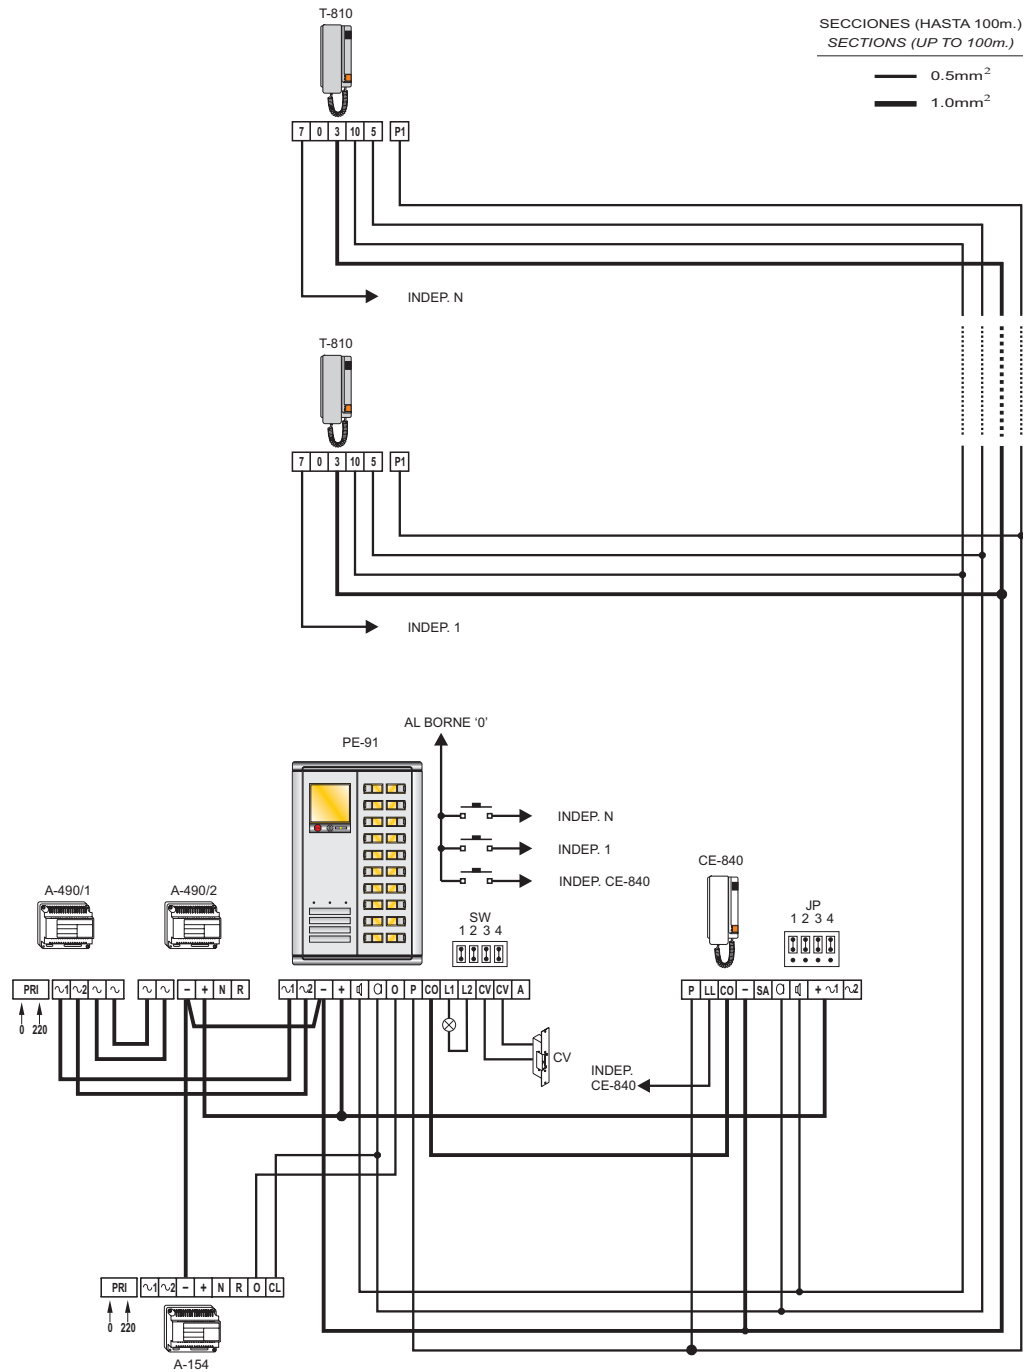 T-810
SECCIONES (HASTA 100m.)
SECTIONS (UP TO 100m.)
0.5mm²
1.0mm²
7 0 3 10 5 P1
INDEP. N
T-810
7 0 3 10 5 P1
INDEP. 1
AL BORNE ‘0’
PE-91
INDEP. N
INDEP. 1
INDEP. CE-840
CE-840
A-490/1
A-490/2
SW
1 2 3 4
JP
1 2 3 4
PRI ∿1 ∿2 ∿ ∿
∿ ∿ − + N R
∿1 ∿2 − + O P CO L1 L2 CV CV A
P LL CO − SA + ∿1 ∿2
0 220
CV
INDEP.
CE-840
PRI ∿1 ∿2 − + N R O CL
0 220
A-154